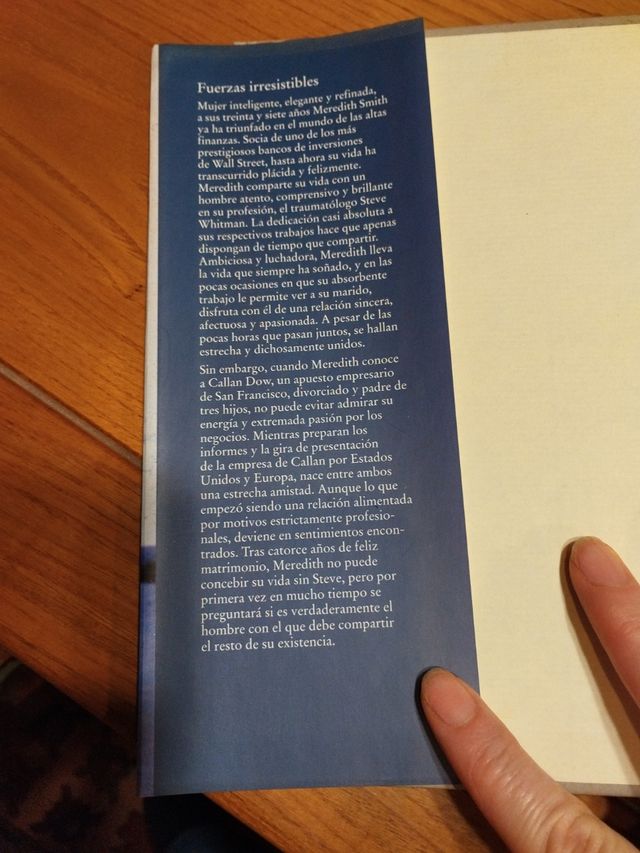 Fuerzas irresistibles
Mujer inteligente, elegante y refinada,
a sus treinta y siete años Meredith Smith
ya ha triunfado en el mundo de las altas
finanzas. Socia de uno de los más
prestigiosos bancos de inversiones
de Wall Street, hasta ahora su vida ha
transcurrido plácida y felizmente.
Meredith comparte su vida con un
hombre atento, comprensivo y brillante
en su profesión, el traumatólogo Steve
Whitman. La dedicación casi absoluta a
sus respectivos trabajos hace que apenas
dispongan de tiempo que compartir.
Ambiciosa y luchadora, Meredith lleva
la vida que siempre ha soñado, y en las
pocas ocasiones en que su absorbente
trabajo le permite ver a su marido,
disfruta con él de una relación sincera,
afectuosa y apasionada. A pesar de las
pocas horas que pasan juntos, se hallan
estrecha y dichosamente unidos.
Sin embargo, cuando Meredith conoce
a Callan Dow, un apuesto empresario
de San Francisco, divorciado y padre de
tres hijos, no puede evitar admirar su
energía y extremada pasión por los
negocios. Mientras preparan los
informes y la gira de presentación
de la empresa de Callan por Estados
Unidos y Europa, nace entre ambos
una estrecha amistad. Aunque lo que
empezó siendo una relación alimentada
por motivos estrictamente profesio-
nales, deviene en sentimientos encon-
trados. Tras catorce años de feliz
matrimonio, Meredith no puede
concebir su vida sin Steve, pero por
primera vez en mucho tiempo se
preguntará si es verdaderamente el
hombre con el que debe compartir
el resto de su existencia.